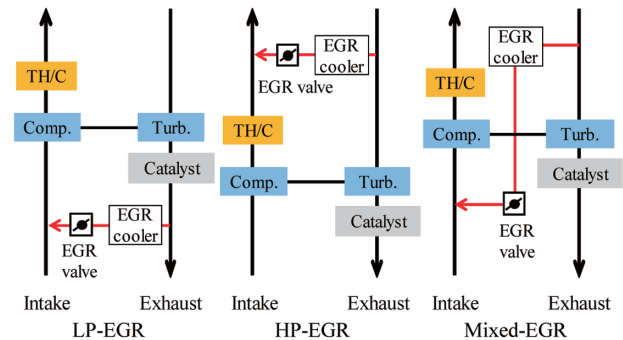 TH/C
Comp.
Turb.
Catalyst
EGR
cooler
EGR
valve
Intake
Exhaust
LP-EGR
EGR
cooler
EGR valve
TH/C
Comp.
Turb.
Catalyst
Intake
Exhaust
HP-EGR
EGR
cooler
TH/C
Comp.
Turb.
Catalyst
EGR
valve
Intake
Exhaust
Mixed-EGR